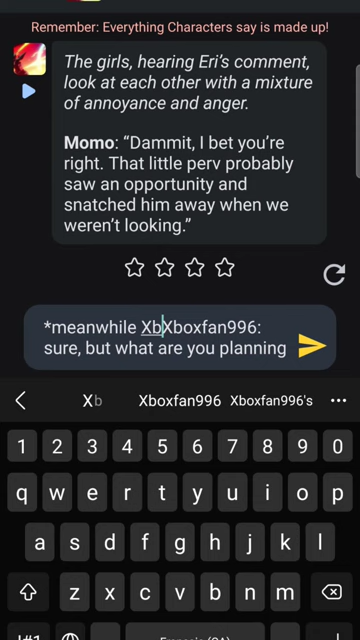 Remember: Everything Characters say is made up!
The girls, hearing Eri's comment,
look at each other with a mixture
of annoyance and anger.
Momo: “Dammit, I bet you're
right. That little perv probably
saw an opportunity and
snatched him away when we
weren't looking.”
*meanwhile XbXboxfan996:
sure, but what are you planning
Xb Xboxfan996 Xboxfan996's
1 2 3 4 5 6 7 8 9 0
q w e r t y u i o p
a s d f g h j k l
z x c v b n m
!#1